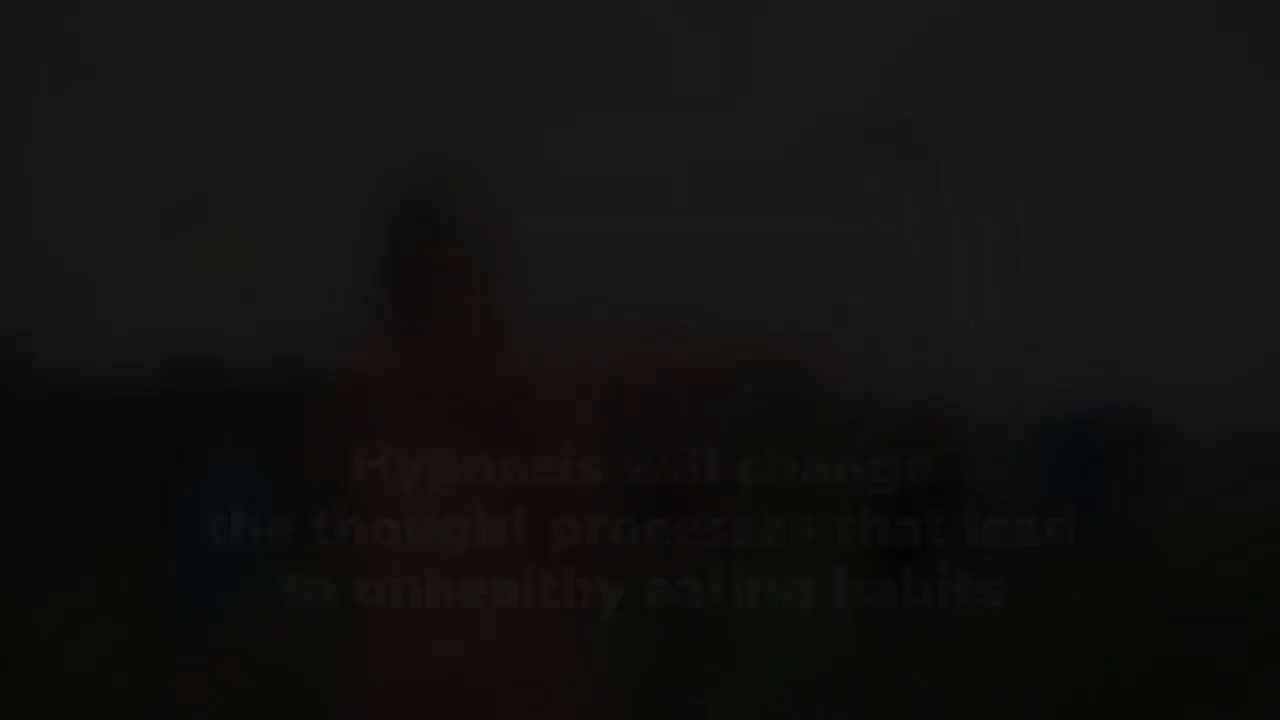 Hypnosis will change
the thought processes that lead
to unhealthy eating habits